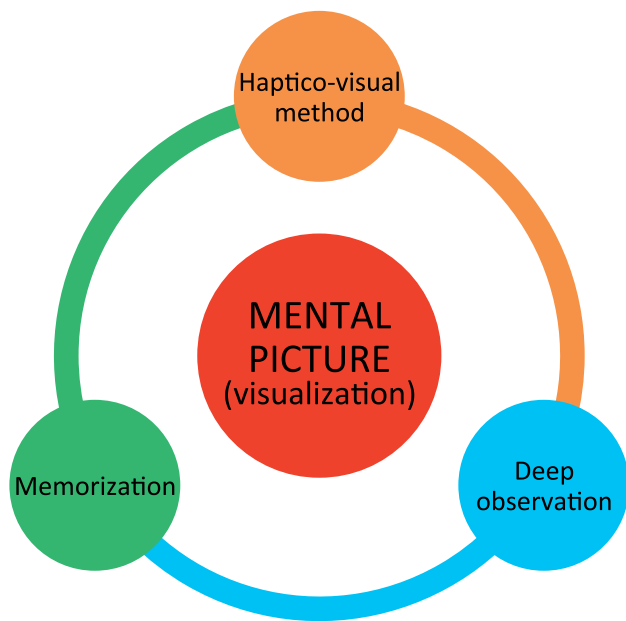 Haptico-visual
method
MENTAL
PICTURE
(visualization)
Memorization
Deep
observation